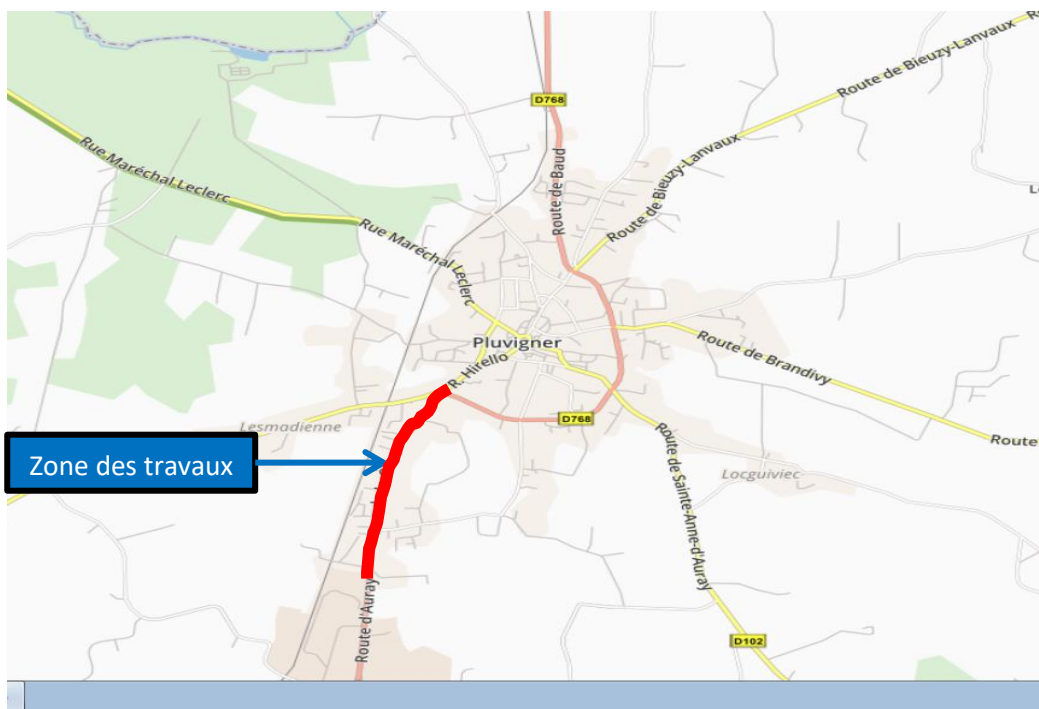 Route de Bieuzy-Lanvaux
D768
Rue Maréchal Leclerc
Route de Baud
Route de Bieuzy-Lanvaux
Rue Maréchal Leclerc
Pluvigner
Route de Brandivy
R. Hirello
D768
Lesmadienne
Route
Zone des travaux
Locguiviec
Route de Sainte-Anne-d'Auray
Route d'Auray
D102